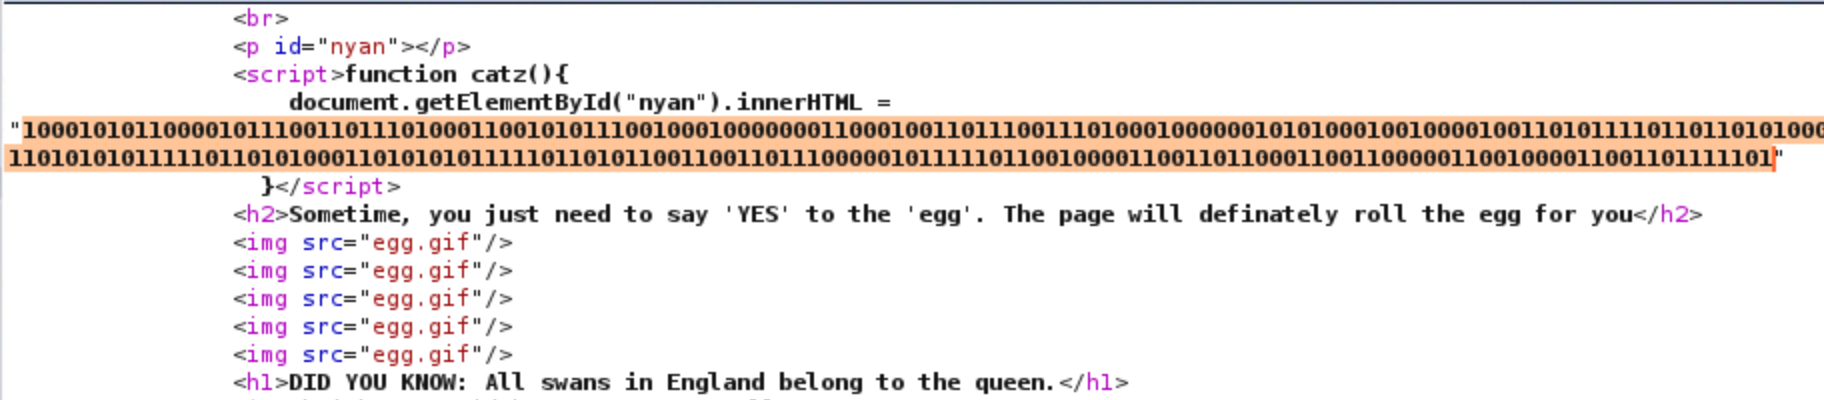 <br>
<p id="nyan"></p>
<script>function catz(){
document.getElementById("nyan").innerHTML =
"100010101100001011100110111010001100101011100100010000000110001001101110011101000100000010101000100100001001101011110110110101000
110101010111110110101000110101010111110110101100110011011100000101111101100100001100110110001100110000011001000011001101111101"
}</script>
<h2>Sometime, you just need to say 'YES' to the 'egg'. The page will definately roll the egg for you</h2>
<img src="egg.gif"/>
<img src="egg.gif"/>
<img src="egg.gif"/>
<img src="egg.gif"/>
<img src="egg.gif"/>
<h1>DID YOU KNOW: All swans in England belong to the queen.</h1>